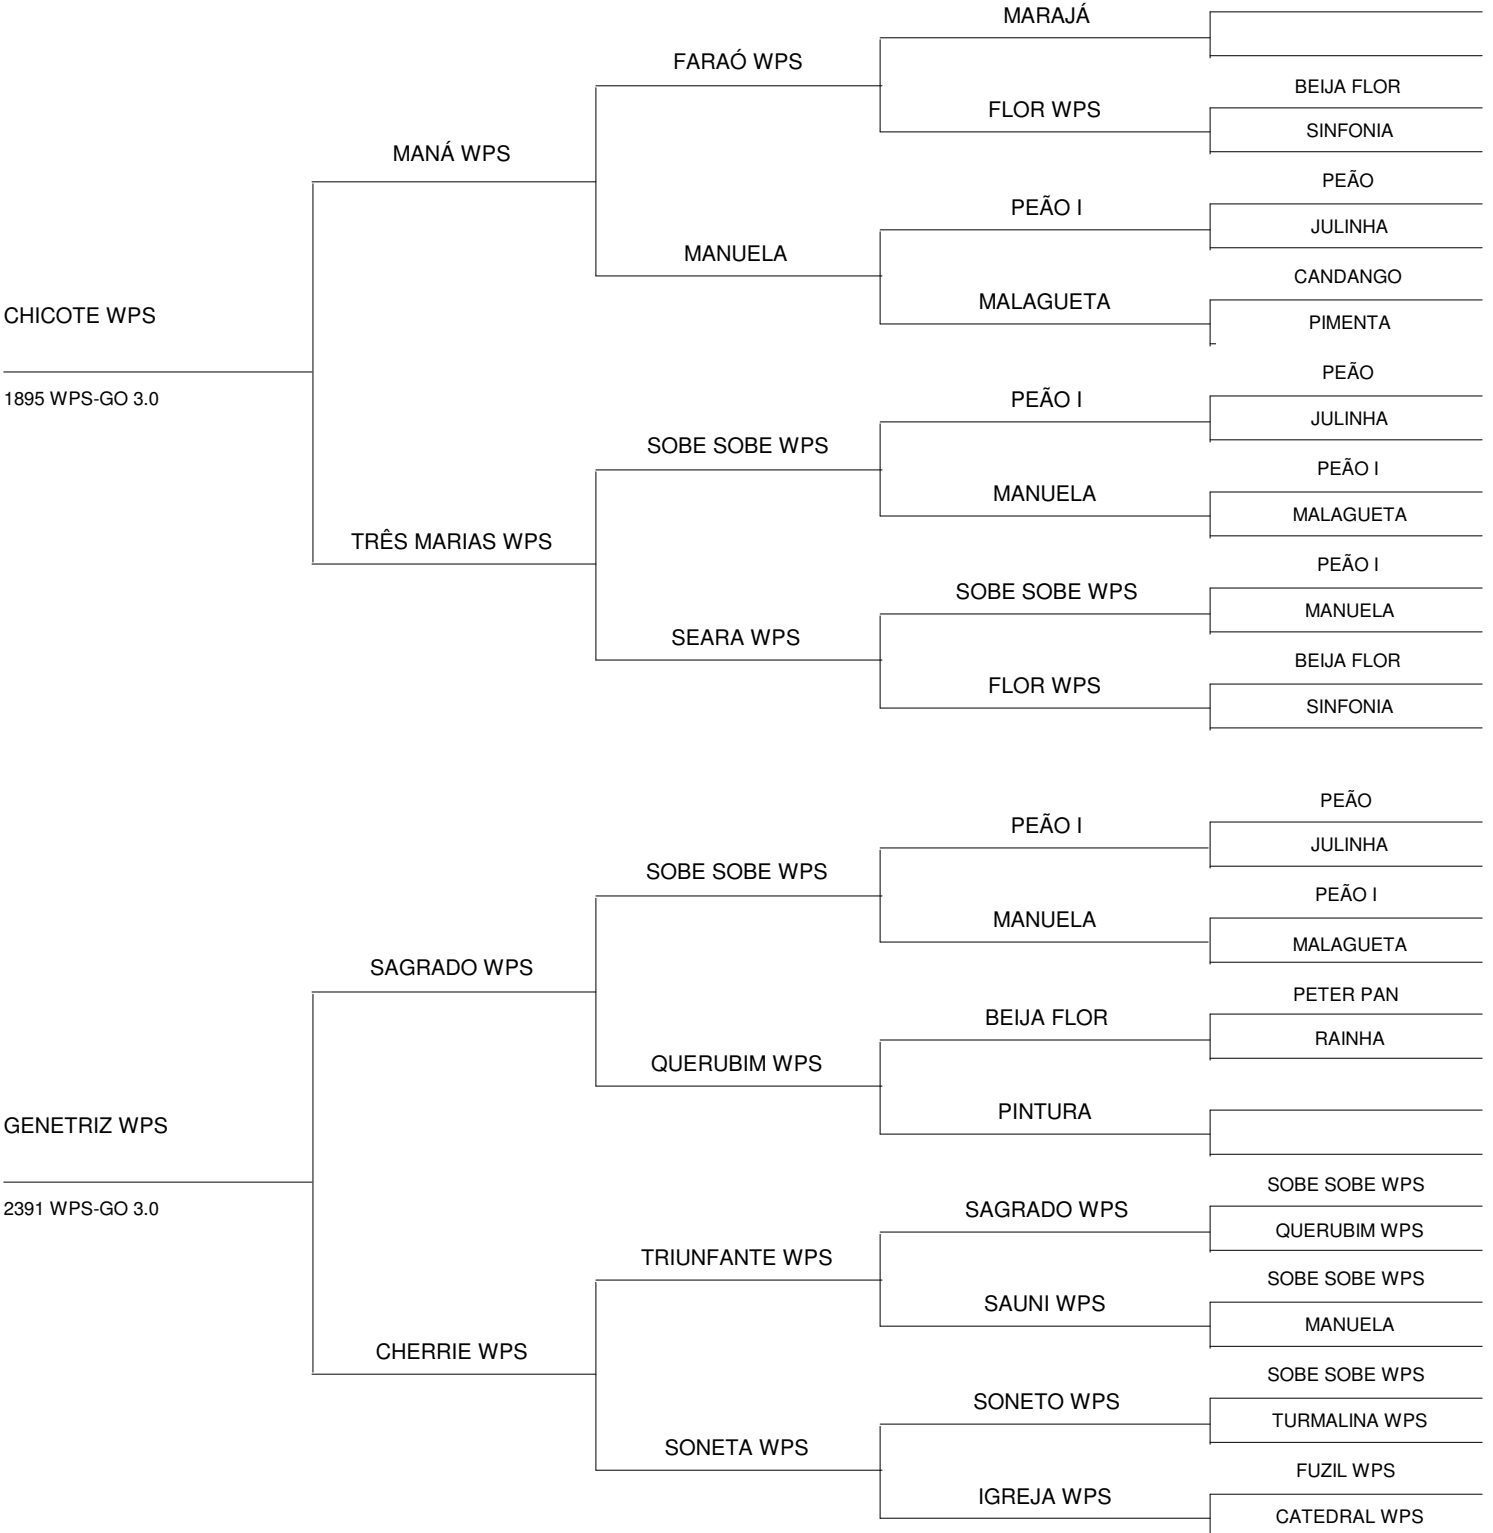 MARAJÁ
FARAÓ WPS
BEIJA FLOR
FLOR WPS
SINFONIA
MANÁ WPS
PEÃO
PEÃO I
JULINHA
MANUELA
CANDANGO
MALAGUETA
PIMENTA
CHICOTE WPS
PEÃO
1895 WPS-GO 3.0
PEÃO I
JULINHA
SOBE SOBE WPS
PEÃO I
MANUELA
MALAGUETA
TRÊS MARIAS WPS
PEÃO I
SOBE SOBE WPS
MANUELA
SEARA WPS
BEIJA FLOR
FLOR WPS
SINFONIA
PEÃO
PEÃO I
JULINHA
SOBE SOBE WPS
PEÃO I
MANUELA
MALAGUETA
SAGRADO WPS
PETER PAN
BEIJA FLOR
RAINHA
QUERUBIM WPS
PINTURA
GENETRIZ WPS
SOBE SOBE WPS
2391 WPS-GO 3.0
SAGRADO WPS
QUERUBIM WPS
TRIUNFANTE WPS
SOBE SOBE WPS
SAUNI WPS
MANUELA
CHERRIE WPS
SOBE SOBE WPS
SONETO WPS
TURMALINA WPS
SONETA WPS
FUZIL WPS
IGREJA WPS
CATEDRAL WPS